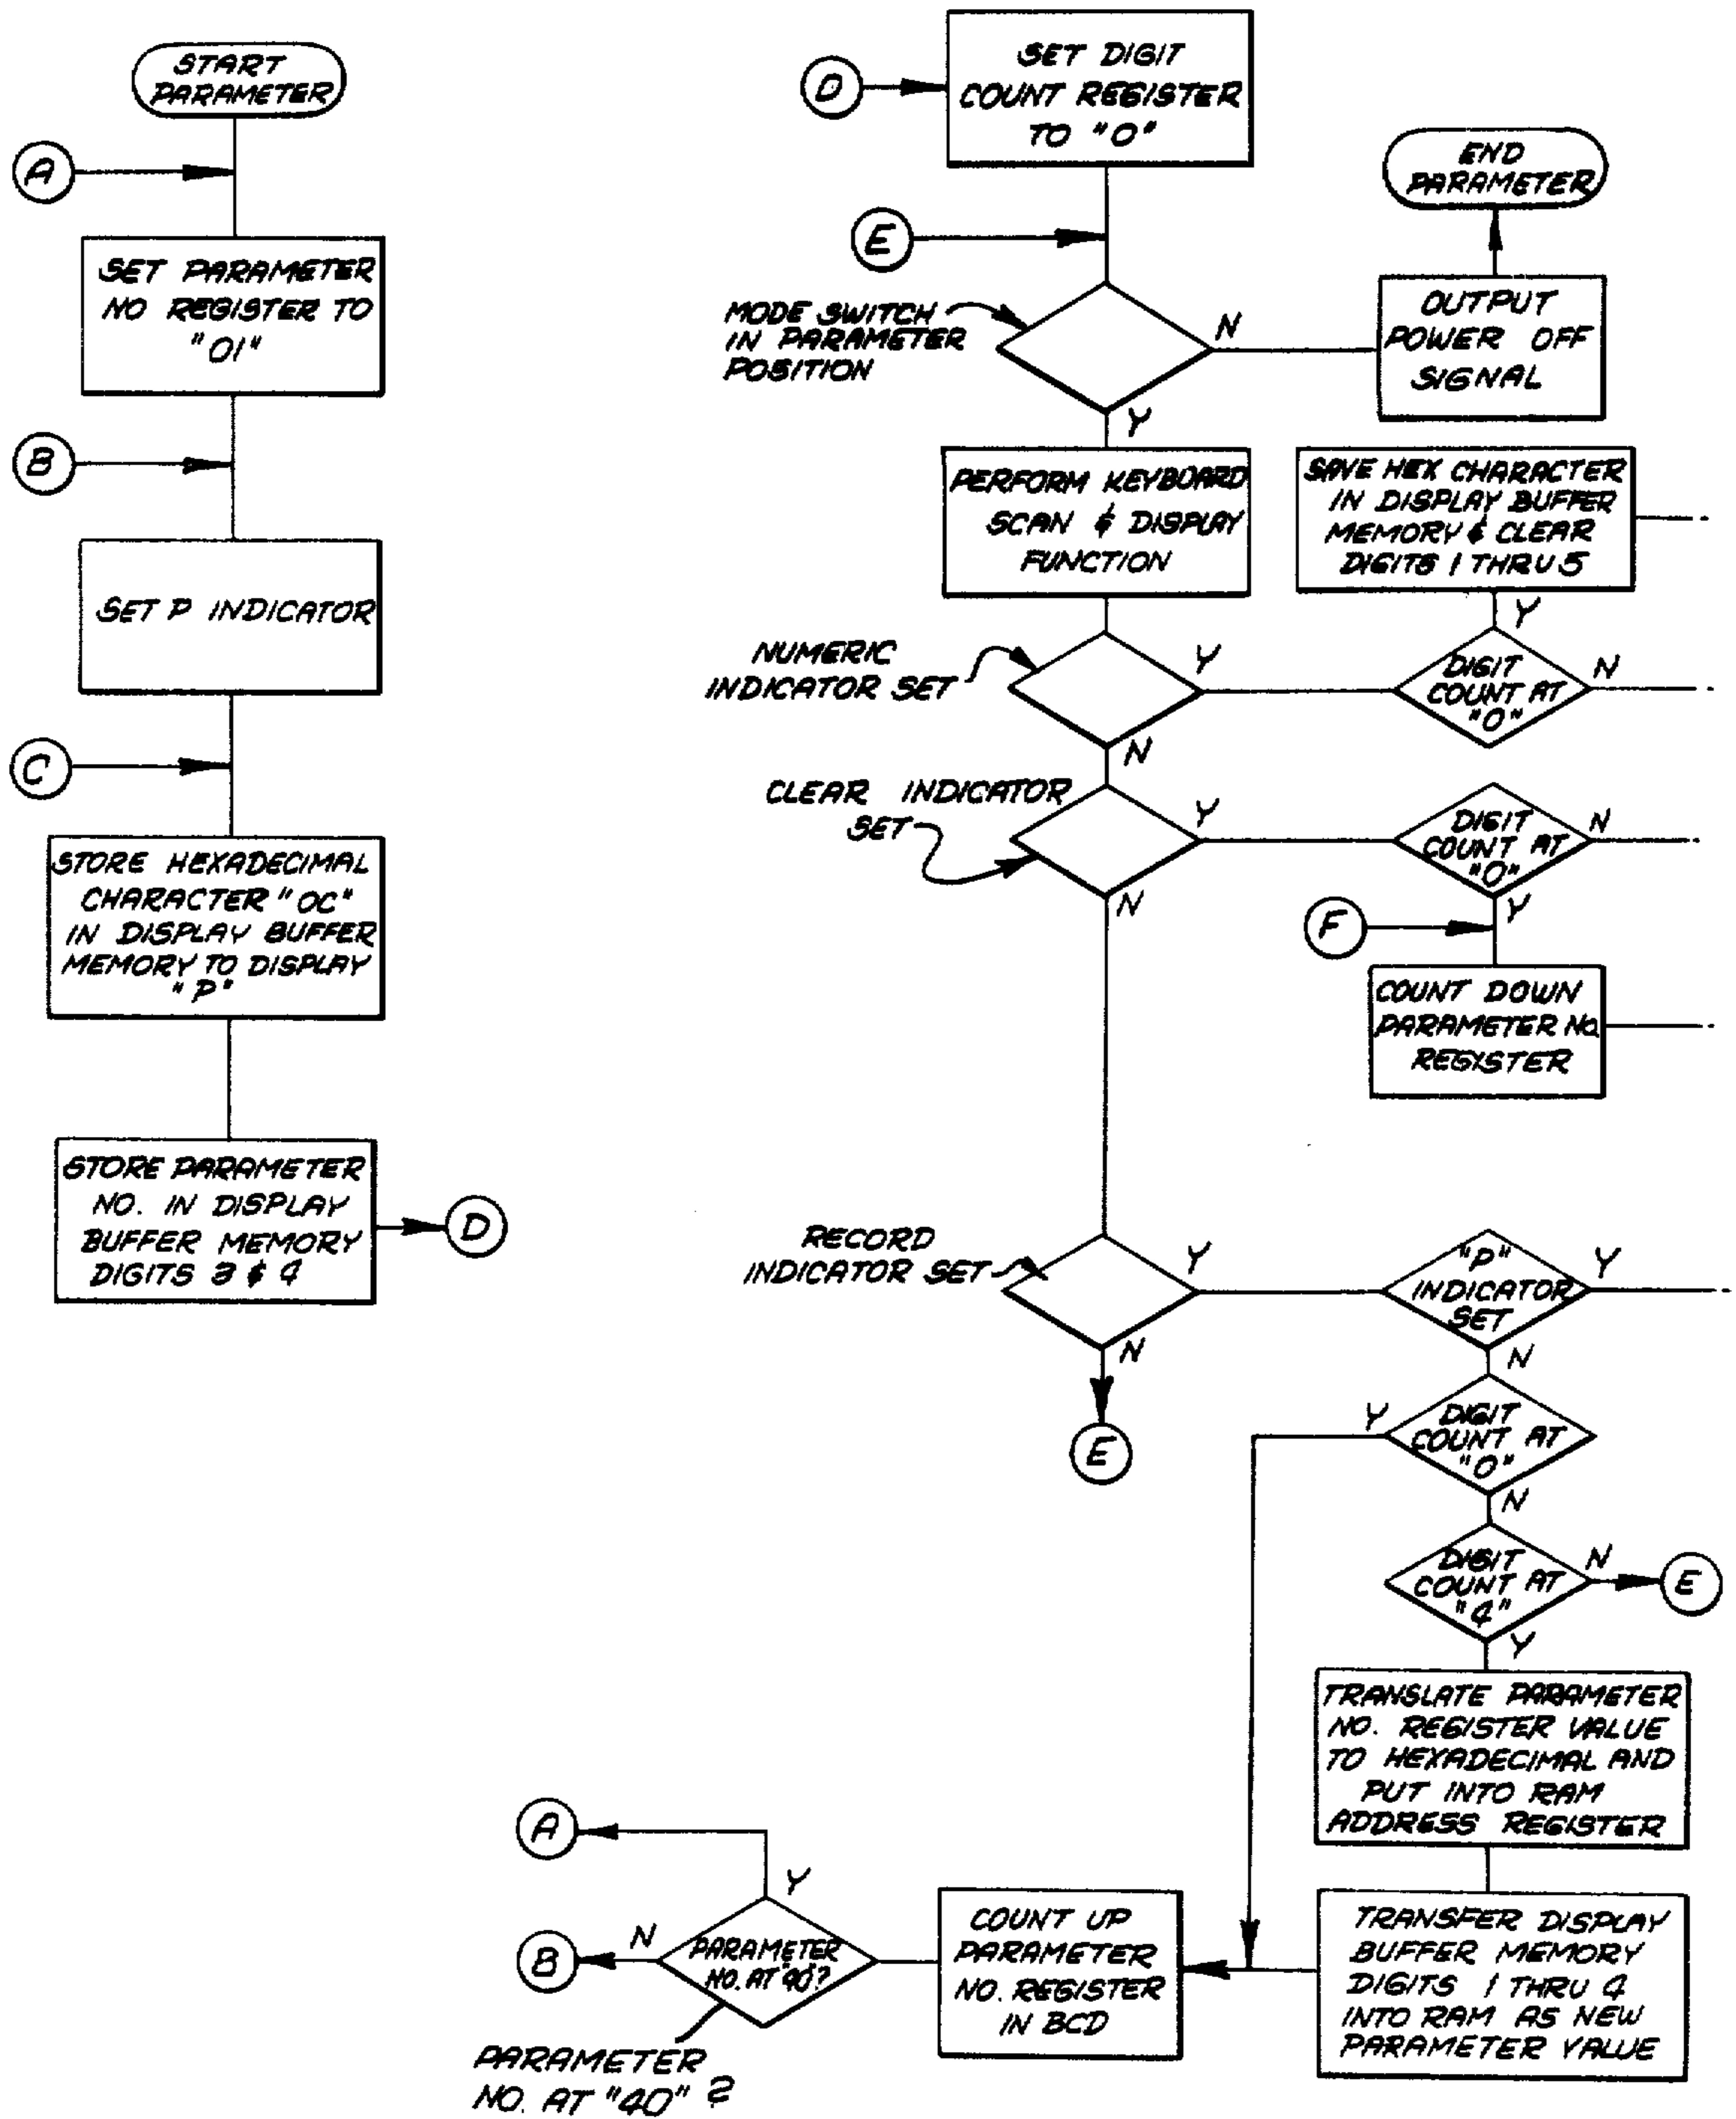 START
PARAMETER
A
SET PARAMETER
NO REGISTER TO
"01"
B
SET P INDICATOR
C
STORE HEXADECIMAL
CHARACTER "OC"
IN DISPLAY BUFFER
MEMORY TO DISPLAY
"P"
STORE PARAMETER
NO. IN DISPLAY
BUFFER MEMORY
DIGITS 3 & 4
D
D
SET DIGIT
COUNT REGISTER
TO "0"
E
MODE SWITCH
IN PARAMETER
POSITION
N
Y
END
PARAMETER
OUTPUT
POWER OFF
SIGNAL
PERFORM KEYBOARD
SCAN & DISPLAY
FUNCTION
SAVE HEX CHARACTER
IN DISPLAY BUFFER
MEMORY & CLEAR
DIGITS 1 THRU 5
Y
NUMERIC
INDICATOR SET
Y
N
DIGIT
COUNT AT
"0"
N
CLEAR INDICATOR
SET
Y
N
DIGIT
COUNT AT
"0"
N
Y
F
COUNT DOWN
PARAMETER NO.
REGISTER
RECORD
INDICATOR SET
Y
N
E
"P"
INDICATOR
SET
Y
N
DIGIT
COUNT AT
"0"
Y
N
DIGIT
COUNT AT
"4"
N
E
Y
TRANSLATE PARAMETER
NO. REGISTER VALUE
TO HEXADECIMAL AND
PUT INTO RAM
ADDRESS REGISTER
TRANSFER DISPLAY
BUFFER MEMORY
DIGITS 1 THRU 4
INTO RAM AS NEW
PARAMETER VALUE
COUNT UP
PARAMETER
NO. REGISTER
IN BCD
A
Y
B
N
PARAMETER
NO. AT "40"?
PARAMETER
NO. AT "40" ?